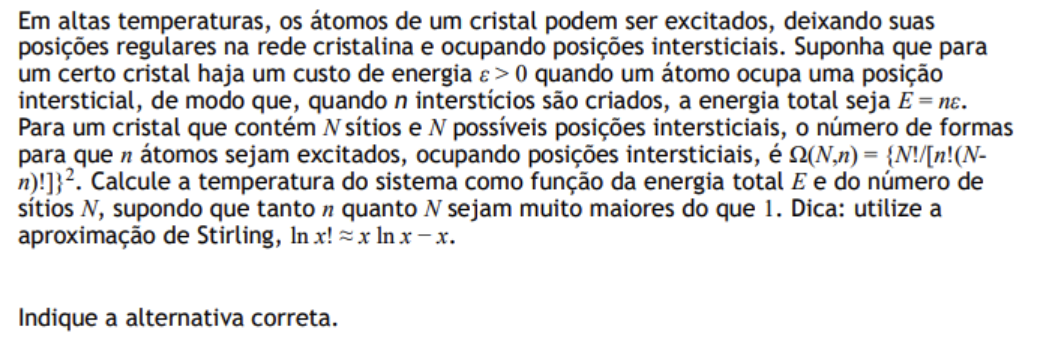 Em altas temperaturas, os átomos de um cristal podem ser excitados, deixando suas
posições regulares na rede cristalina e ocupando posições intersticiais. Suponha que para
um certo cristal haja um custo de energia ε > 0 quando um átomo ocupa uma posição
intersticial, de modo que, quando n interstícios são criados, a energia total seja E = nε.
Para um cristal que contém N sítios e N possíveis posições intersticiais, o número de formas
para que n átomos sejam excitados, ocupando posições intersticiais, é Ω(N,n) = {N!/[n!(N-
n)!]}². Calcule a temperatura do sistema como função da energia total E e do número de
sítios N, supondo que tanto n quanto N sejam muito maiores do que 1. Dica: utilize a
aproximação de Stirling, ln x! ≈ x ln x − x.
Indique a alternativa correta.